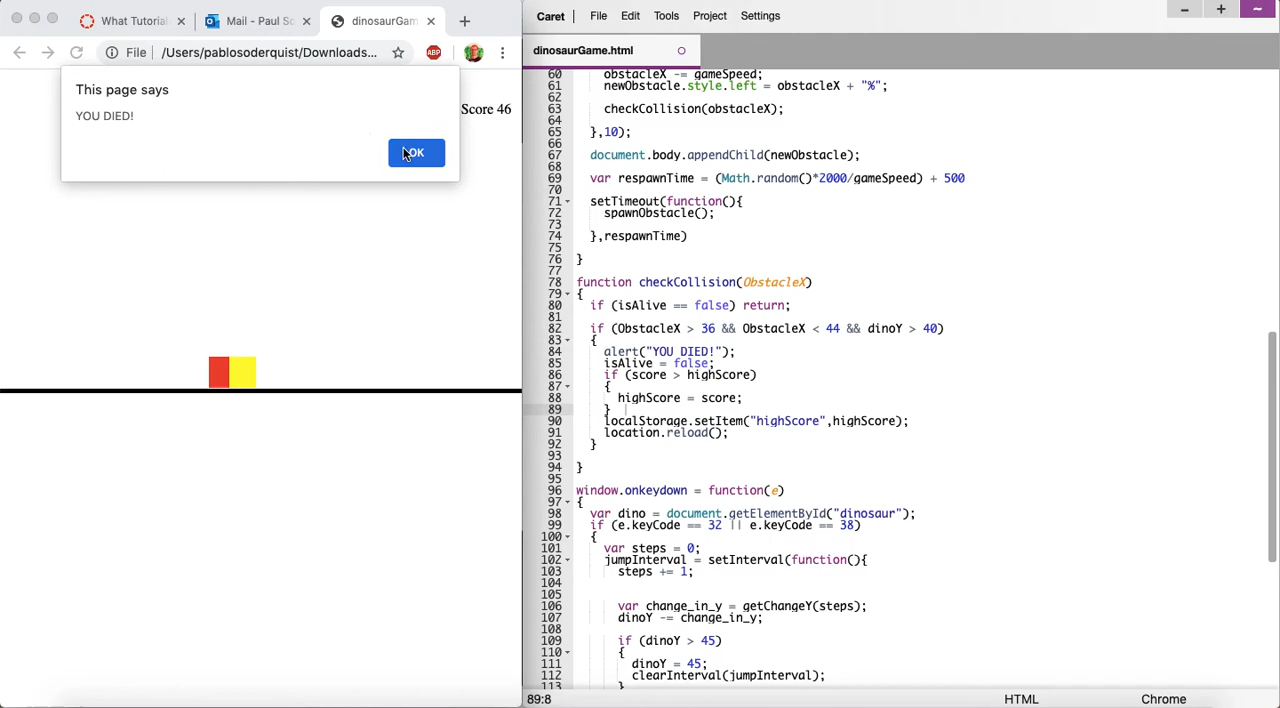 What Tutorial
Mail - Paul So
dinosaurGam
File
/Users/pablosoderquist/Downloads...
ABP
This page says
YOU DIED!
OK
Score 46
Caret
File
Edit
Tools
Project
Settings
dinosaurGame.html
60 obstacleX -= gameSpeed;
61 newObstacle.style.left = obstacleX + "%";
62
63 checkCollision(obstacleX);
64
65 },10);
66
67 document.body.appendChild(newObstacle);
68
69 var respawnTime = (Math.random()*2000/gameSpeed) + 500
70
71 setTimeout(function(){
72 spawnObstacle();
73
74 },respawnTime)
75
76 }
77
78 function checkCollision(ObstacleX)
79 {
80 if (isAlive == false) return;
81
82 if (ObstacleX > 36 && ObstacleX < 44 && dinoY > 40)
83 {
84 alert("YOU DIED!");
85 isAlive = false;
86 if (score > highScore)
87 {
88 highScore = score;
89 }
90 localStorage.setItem("highScore",highScore);
91 location.reload();
92 }
93
94 }
95
96 window.onkeydown = function(e)
97 {
98 var dino = document.getElementById("dinosaur");
99 if (e.keyCode == 32 || e.keyCode == 38)
100 {
101 var steps = 0;
102 jumpInterval = setInterval(function(){
103 steps += 1;
104
105
106 var change_in_y = getChangeY(steps);
107 dinoY -= change_in_y;
108
109 if (dinoY > 45)
110 {
111 dinoY = 45;
112 clearInterval(jumpInterval);
113 }
89:8
HTML
Chrome